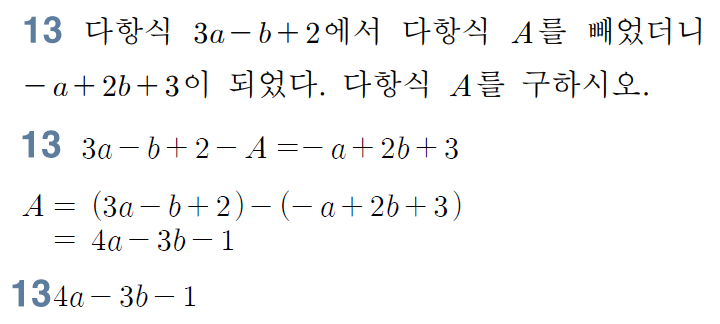 13 다항식 3a−b+2에서 다항식 A를 빼었더니
−a+2b+3이 되었다. 다항식 A를 구하시오.
13 3a−b+2−A=−a+2b+3
A= (3a−b+2)−(−a+2b+3)
= 4a−3b−1
134a−3b−1